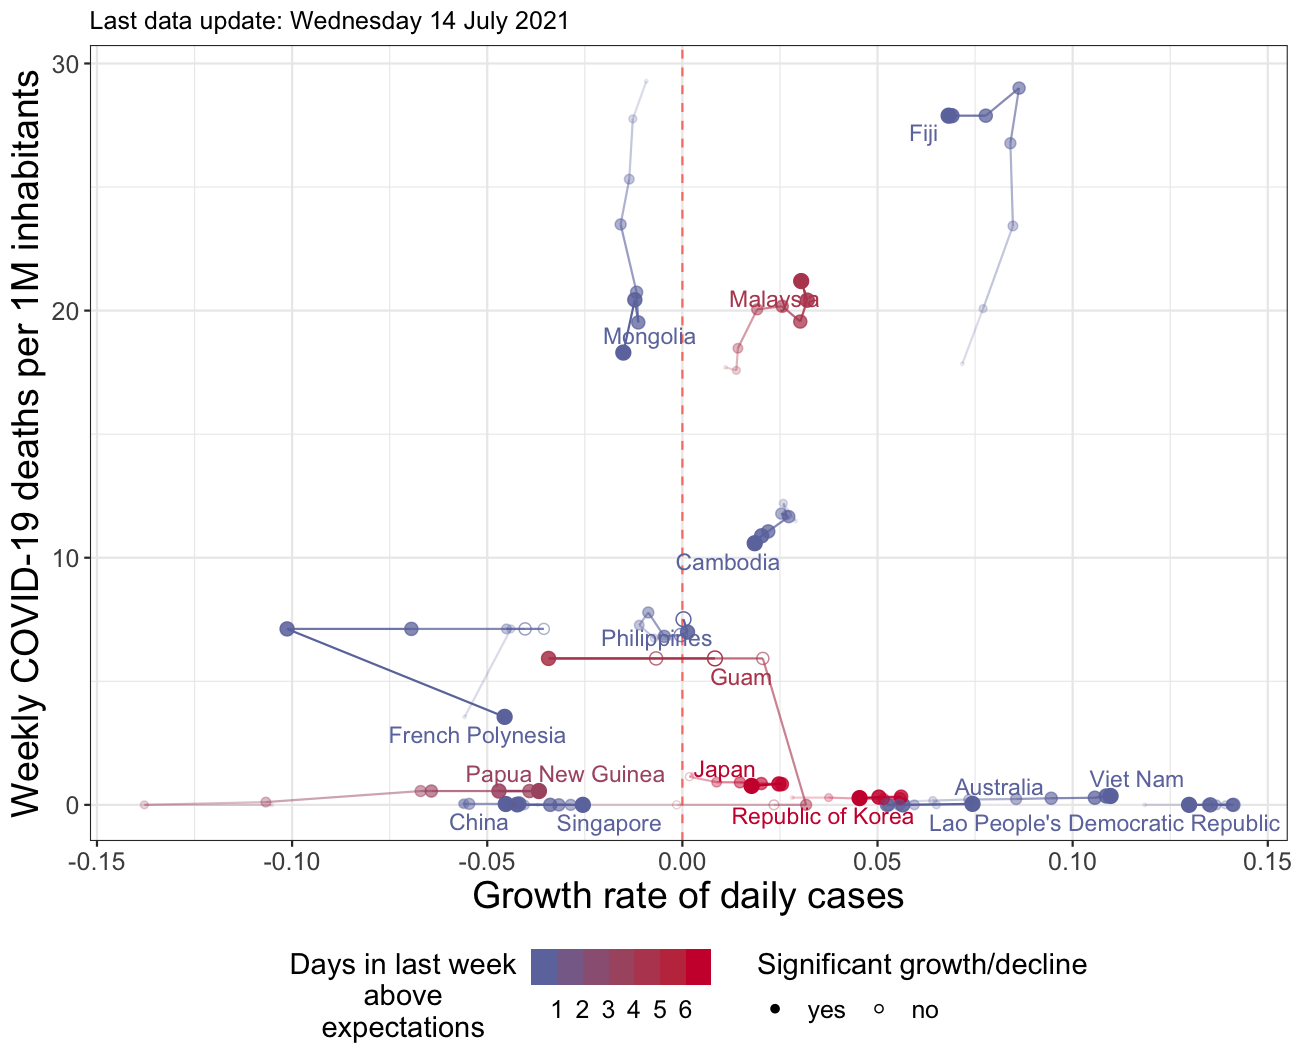 Last data update: Wednesday 14 July 2021
Weekly COVID-19 deaths per 1M inhabitants
30
20
10
0
Fiji
Malaysia
Mongolia
Cambodia
Philippines
Guam
French Polynesia
Papua New Guinea
Japan
Australia
Viet Nam
China
Singapore
Republic of Korea
Lao People's Democratic Republic
-0.15 -0.10 -0.05 0.00 0.05 0.10 0.15
Growth rate of daily cases
Days in last week
above
expectations
1 2 3 4 5 6
Significant growth/decline
yes no